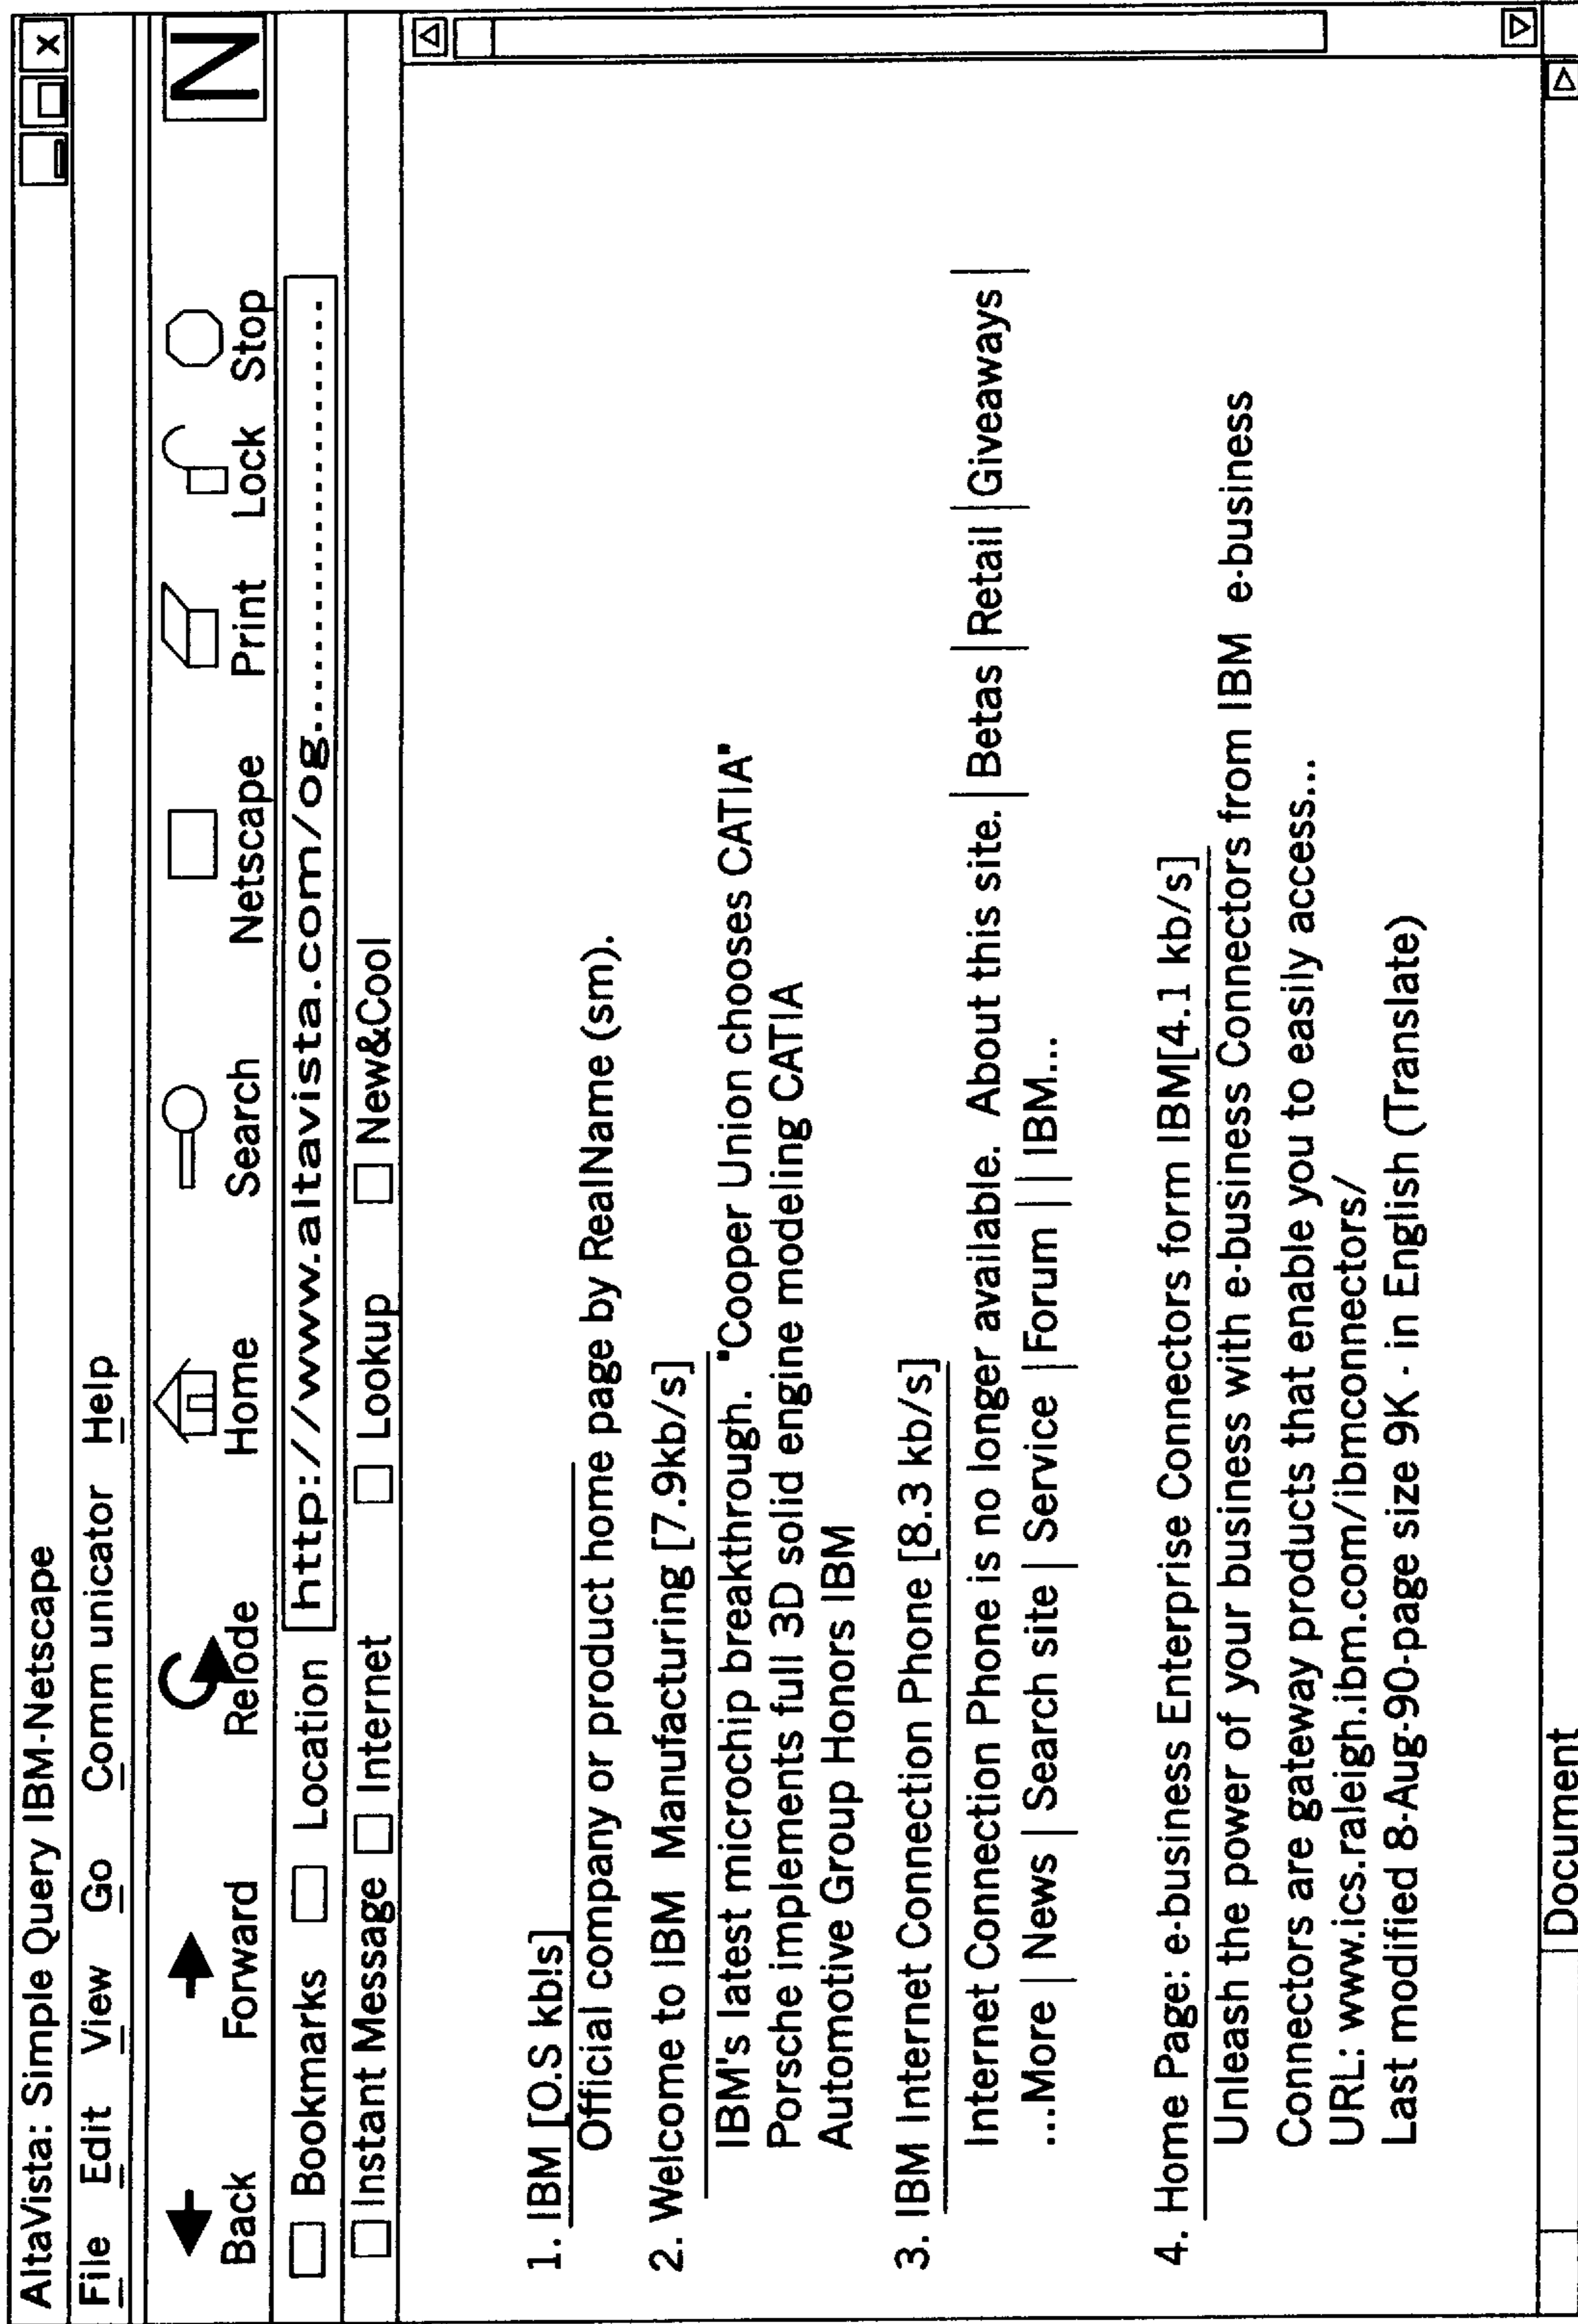 AltaVista: Simple Query IBM-Netscape
File Edit View Go Comm unicator Help
Back Forward Relode Home Search Netscape Print Lock Stop
N
Bookmarks Location http://www.altavista.com/og..............................
Instant Message Internet Lookup New&Cool
1. IBM [O.S kb!s]
Official company or product home page by RealName (sm).
2. Welcome to IBM Manufacturing [7.9kb/s]
IBM's latest microchip breakthrough. "Cooper Union chooses CATIA"
Porsche implements full 3D solid engine modeling CATIA
Automotive Group Honors IBM
3. IBM Internet Connection Phone [8.3 kb/s]
Internet Connection Phone is no longer available. About this site. | Betas | Retail | Giveaways |
...More | News | Search site | Service | Forum | | IBM...
4. Home Page: e-business Enterprise Connectors form IBM[4.1 kb/s]
Unleash the power of your business with e-business Connectors from IBM e-business
Connectors are gateway products that enable you to easily access...
URL: www.ics.raleigh.ibm.com/ibmconnectors/
Last modified 8-Aug-90-page size 9K - in English (Translate)
Document